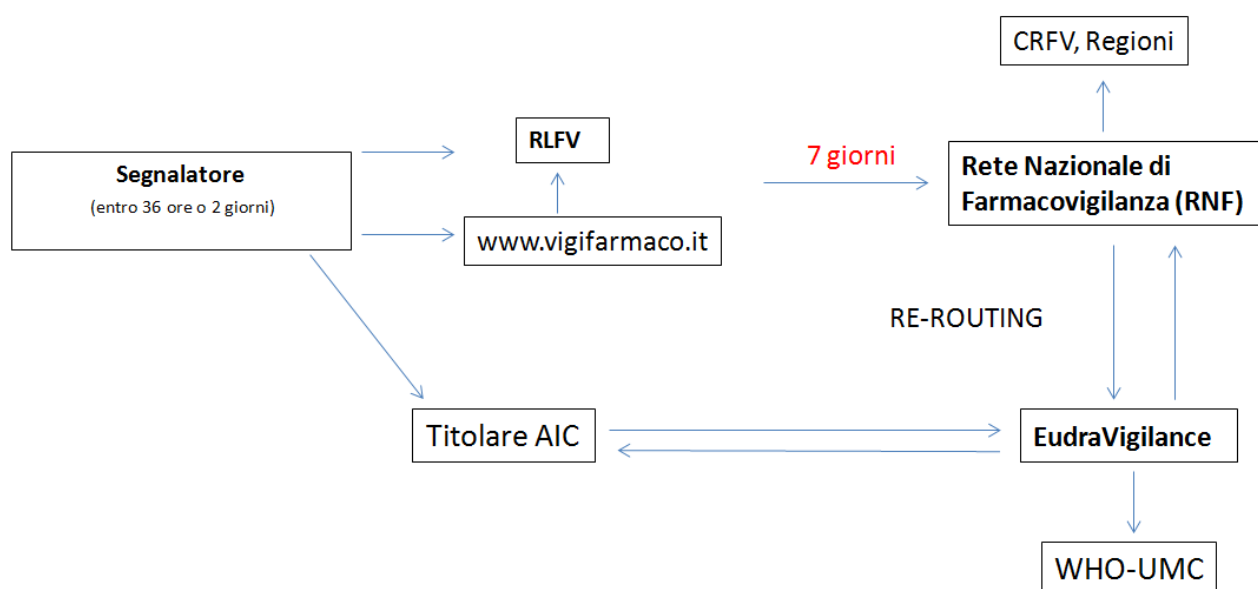 CRFV, Regioni
RLFV
7 giorni
Segnalatore
(entro 36 ore o 2 giorni)
Rete Nazionale di
Farmacovigilanza (RNF)
www.vigifarmaco.it
RE-ROUTING
Titolare AIC
EudraVigilance
WHO-UMC